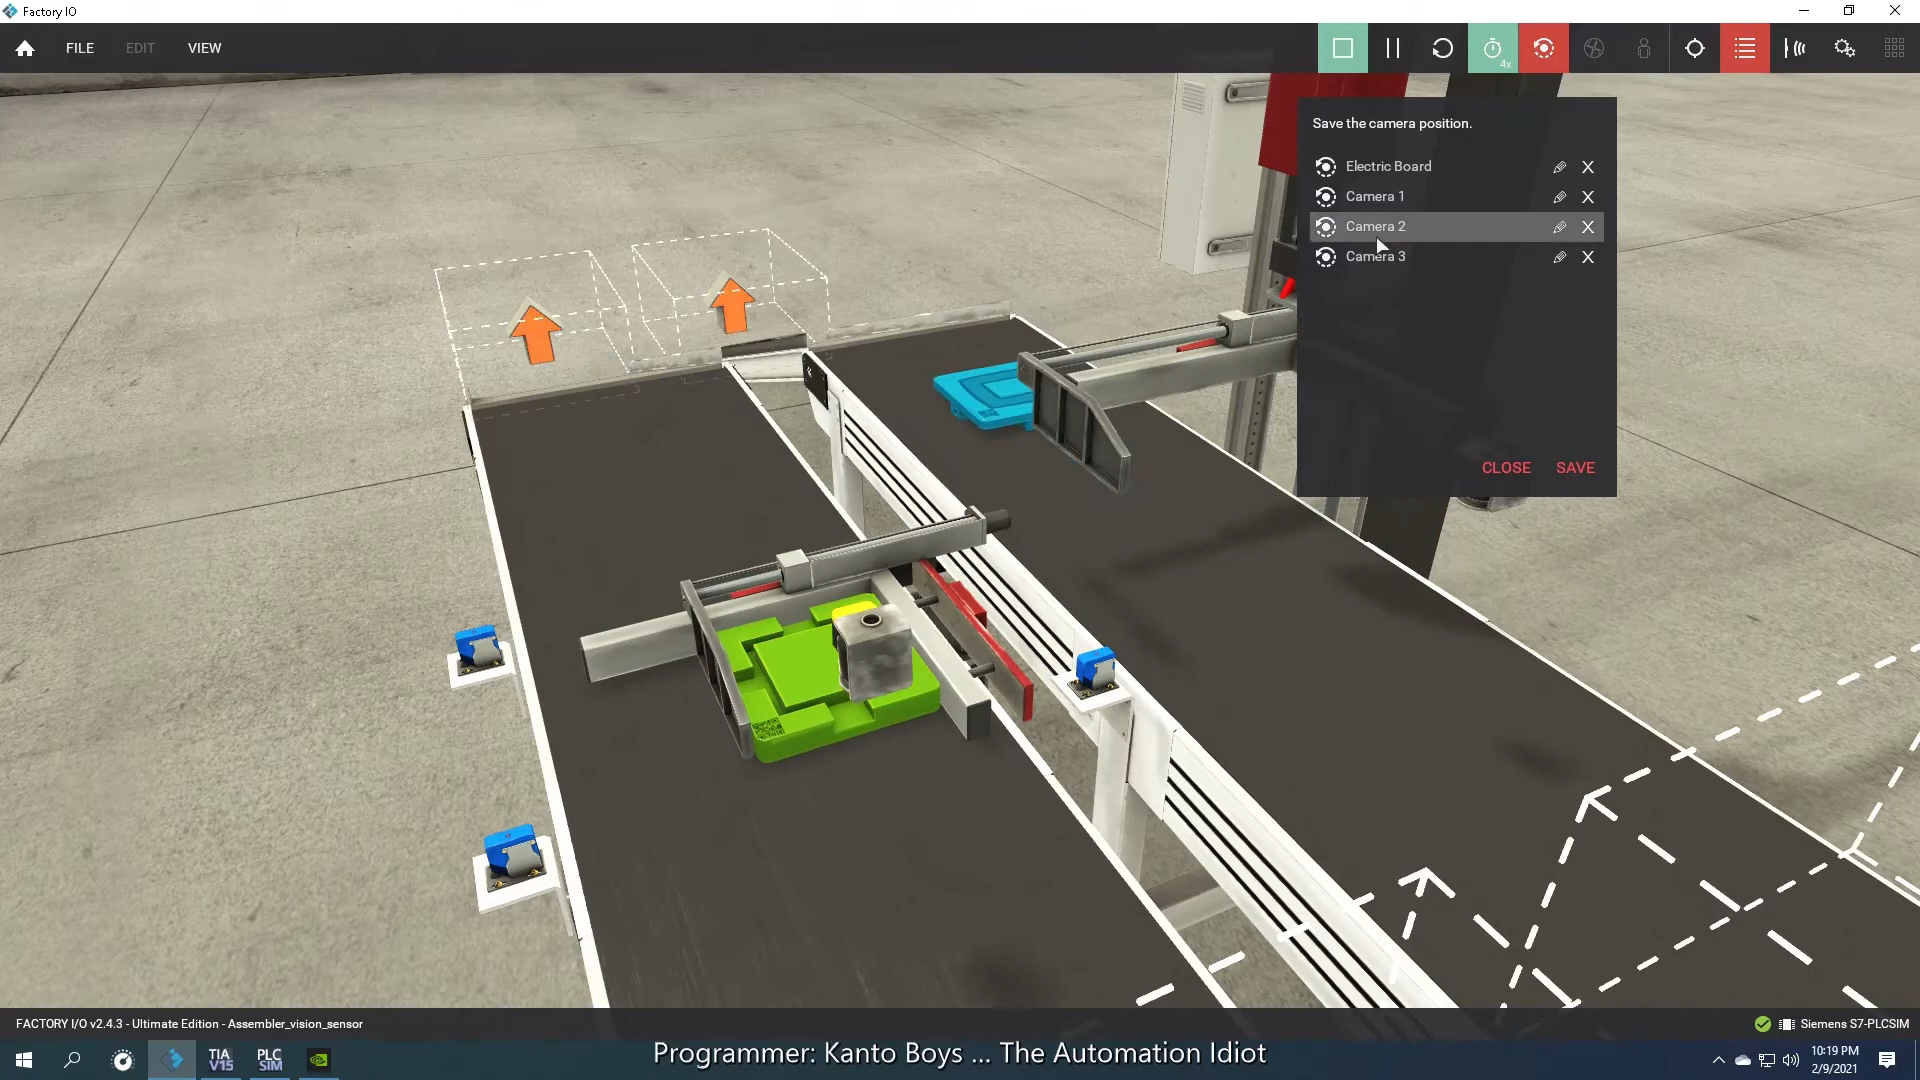 Factory IO
FILE
EDIT
VIEW
4x
Save the camera position.
Electric Board
X
Camera 1
X
Camera 2
X
Camera 3
X
CLOSE
SAVE
FACTORY I/O v2.4.3 - Ultimate Edition - Assembler_vision_sensor
Siemens S7-PLCSIM
TIA
V15
PLC
SIM
Programmer: Kanto Boys ... The Automation Idiot
10:19 PM
2/9/2021